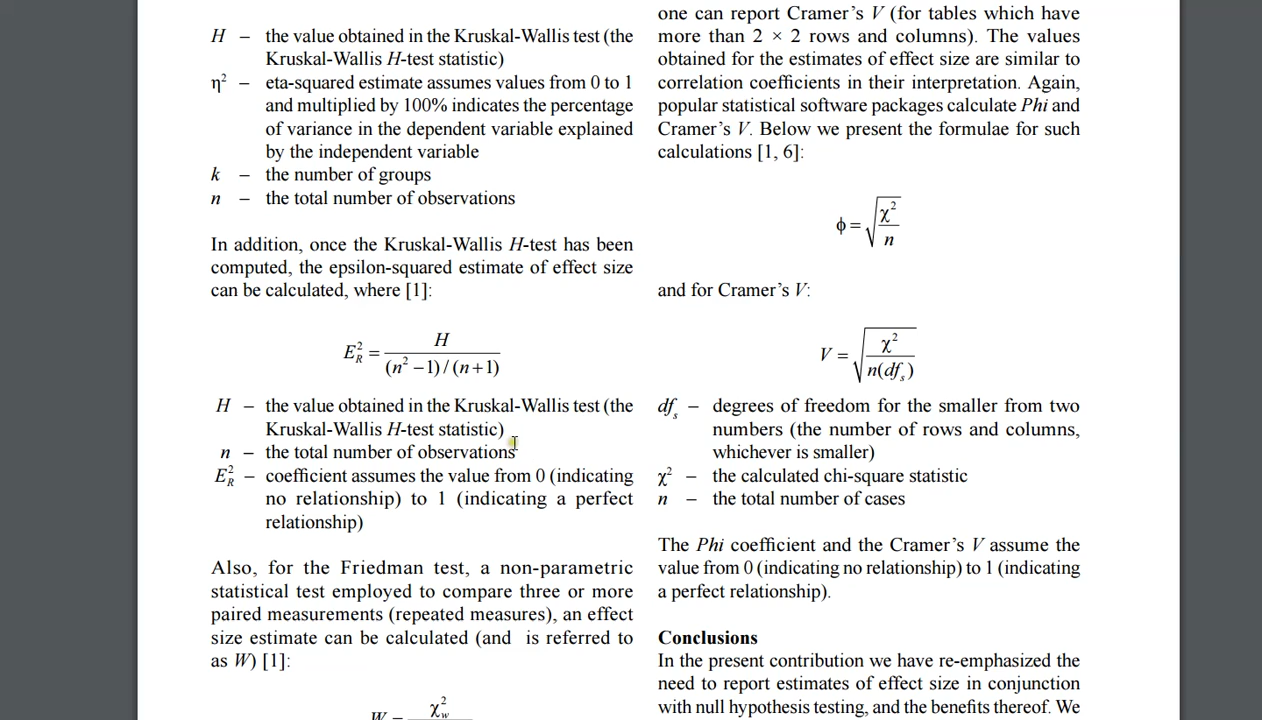 H – the value obtained in the Kruskal-Wallis test (the
Kruskal-Wallis H-test statistic)
η² – eta-squared estimate assumes values from 0 to 1
and multiplied by 100% indicates the percentage
of variance in the dependent variable explained
by the independent variable
k – the number of groups
n – the total number of observations
In addition, once the Kruskal-Wallis H-test has been
computed, the epsilon-squared estimate of effect size
can be calculated, where [1]:
E²_R = H / ((n² – 1) / (n + 1))
H – the value obtained in the Kruskal-Wallis test (the
Kruskal-Wallis H-test statistic)
n – the total number of observations
E²_R – coefficient assumes the value from 0 (indicating
no relationship) to 1 (indicating a perfect
relationship)
Also, for the Friedman test, a non-parametric
statistical test employed to compare three or more
paired measurements (repeated measures), an effect
size estimate can be calculated (and is referred to
as W) [1]:
W = χ²_w
one can report Cramer's V (for tables which have
more than 2 × 2 rows and columns). The values
obtained for the estimates of effect size are similar to
correlation coefficients in their interpretation. Again,
popular statistical software packages calculate Phi and
Cramer's V. Below we present the formulae for such
calculations [1, 6]:
ϕ = √(χ² / n)
and for Cramer's V:
V = √(χ² / n(df_s))
df_s – degrees of freedom for the smaller from two
numbers (the number of rows and columns,
whichever is smaller)
χ² – the calculated chi-square statistic
n – the total number of cases
The Phi coefficient and the Cramer's V assume the
value from 0 (indicating no relationship) to 1 (indicating
a perfect relationship).
Conclusions
In the present contribution we have re-emphasized the
need to report estimates of effect size in conjunction
with null hypothesis testing, and the benefits thereof. We